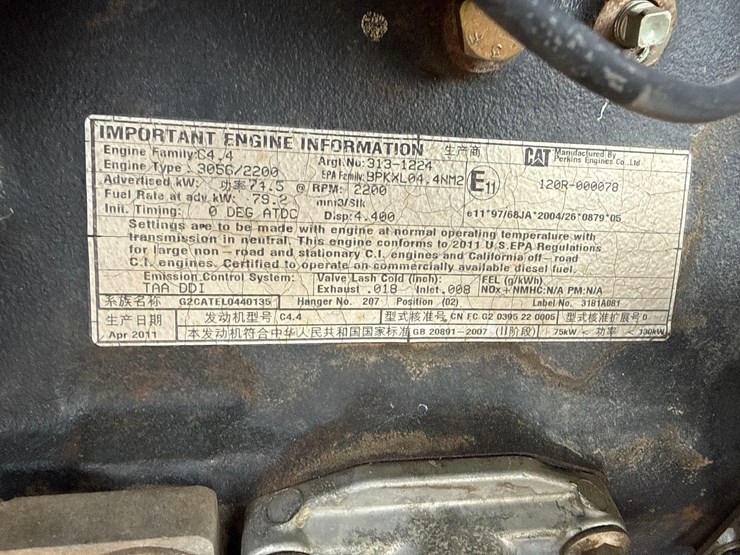 IMPORTANT ENGINE INFORMATION 生产商 CAT Manufactured By Perkins Engines Co.,Ltd
Engine Family: C4.4 Argt.No: 313-1224
Engine Type: 305G/2200 EPA Family: BPKXL04.4NM2 E11 120R-000078
Advertised kW: 功率 74.5 @ RPM: 2200
Fuel Rate at adv. kW: 79.2 mm3/Stk
Init. Timing: 0 DEG ATDC Disp: 4.400 e11*97/68JA*2004/26*0879*05
Settings are to be made with engine at normal operating temperature with
transmission in neutral. This engine conforms to 2011 U.S.EPA Regulations
for large non-road and stationary C.I. engines and California off-road
C.I. engines. Certified to operate on commercially available diesel fuel.
Emission Control System: Valve Lash Cold (inch): FEL (g/kWh)
TAA DDI Exhaust .018 Inlet .008 NOx+NMHC:N/A PM:N/A
系族名称 G2CATEL0440135 Hanger No. 207 Position (02) Label No. 3181A081
生产日期 发动机型号 C4.4 型式核准号 CN FC G2 0395 22 0005 型式核准扩展号 0
Apr 2011 本发动机符合中华人民共和国国家标准 GB 20891-2007 (II阶段) 75kW < 功率 < 130kW